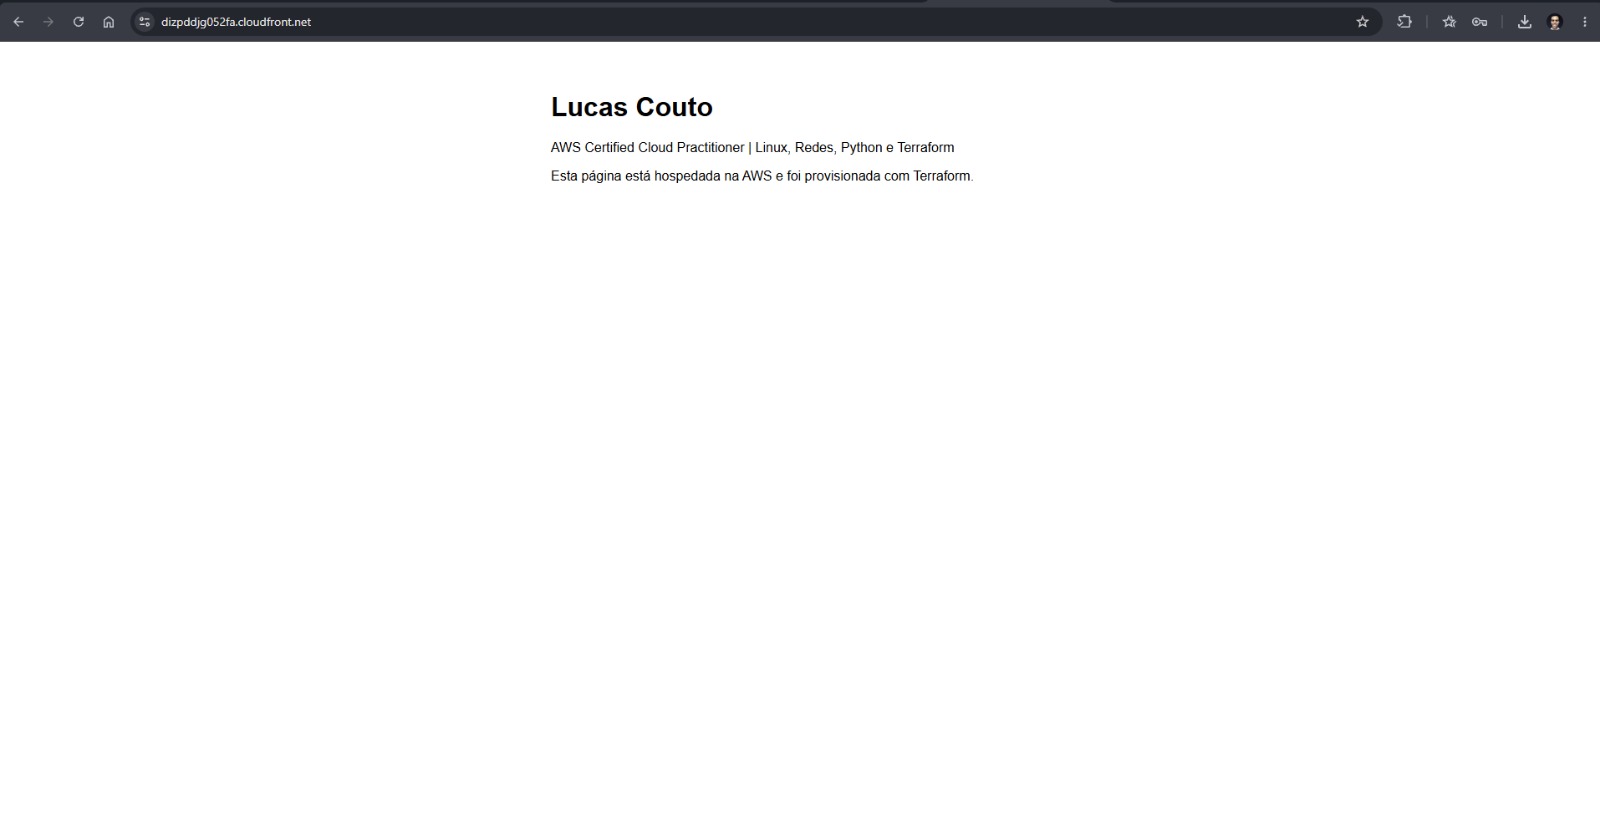 dizpddjg052fa.cloudfront.net
Lucas Couto
AWS Certified Cloud Practitioner | Linux, Redes, Python e Terraform
Esta página está hospedada na AWS e foi provisionada com Terraform.